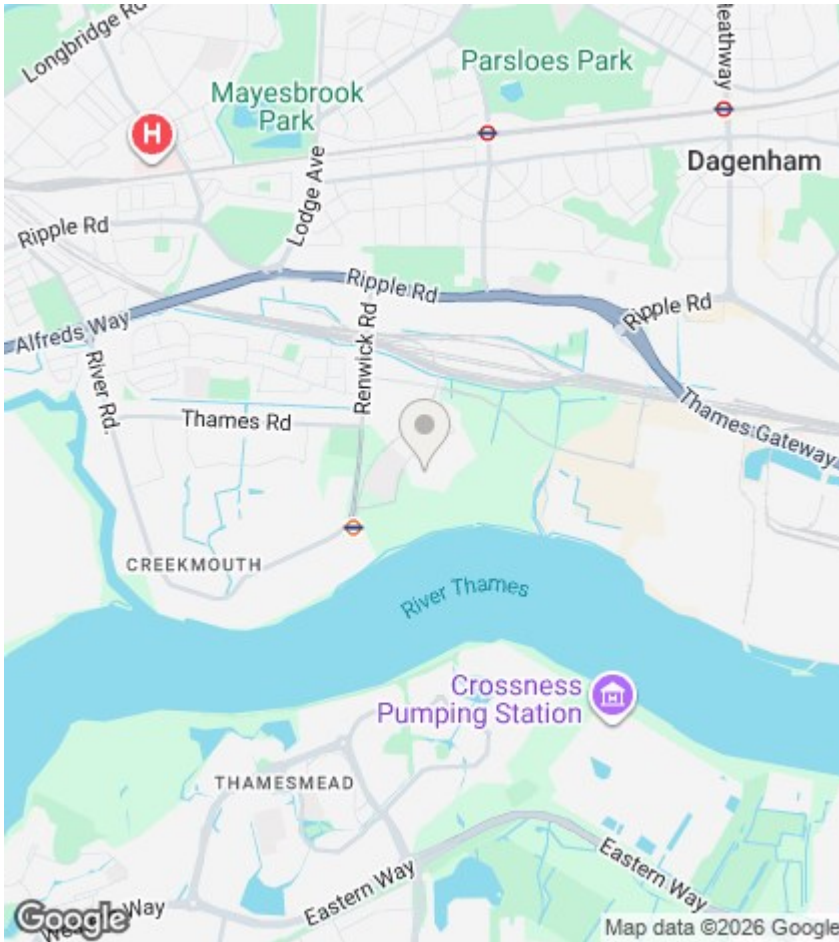 Longbridge Rd
Heathway
Parsloes Park
Mayesbrook
Park
H
Lodge Ave
Dagenham
Ripple Rd
Ripple Rd
Ripple Rd
Alfreds Way
River Rd.
Renwick Rd
Thames Rd
Thames Gateway
CREEKMOUTH
River Thames
Crossness
Pumping Station
THAMESMEAD
Eastern Way
Eastern Way
Way
Google
Map data ©2026 Google